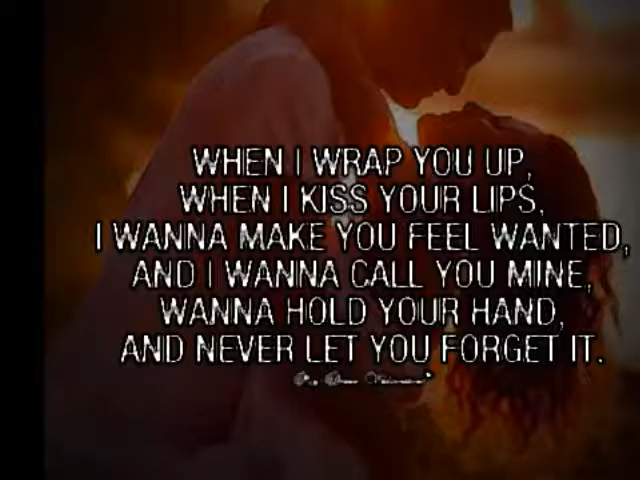 WHEN I WRAP YOU UP,
WHEN I KISS YOUR LIPS,
I WANNA MAKE YOU FEEL WANTED,
AND I WANNA CALL YOU MINE,
WANNA HOLD YOUR HAND,
AND NEVER LET YOU FORGET IT.